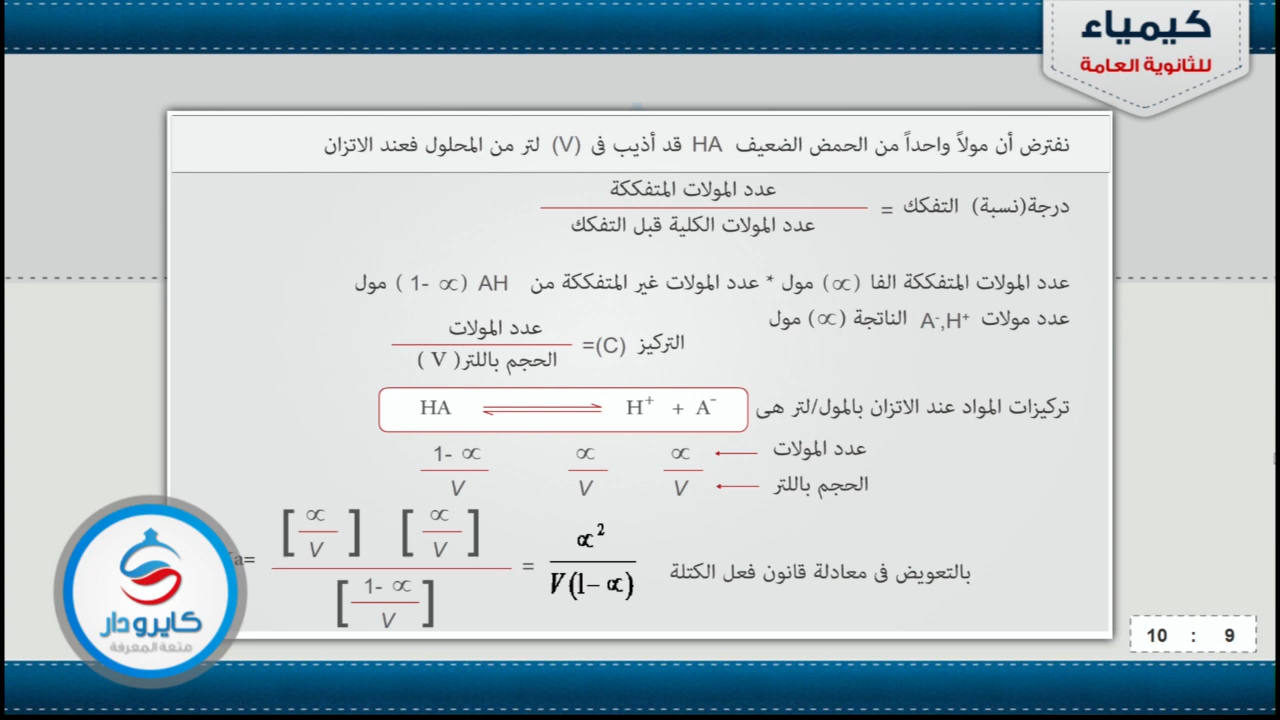 كيمياء
للثانوية العامة
نفترض أن مولاً واحداً من الحمض الضعيف HA قد أذيب فى (V) لتر من المحلول فعند الاتزان
درجة(نسبة) التفكك =
عدد المولات المتفككة
عدد المولات الكلية قبل التفكك
عدد المولات المتفككة الفا (∝) مول * عدد المولات غير المتفككة من AH (1- ∝) مول
عدد مولات A⁻,H⁺ الناتجة (∝) مول
التركيز (C)=
عدد المولات
الحجم باللتر( V )
تركيزات المواد عند الاتزان بالمول/لتر هى
HA ⇌ H⁺ + A⁻
1- ∝ ∝ ∝ عدد المولات
V V V الحجم باللتر
a= [∝/V] [∝/V] / [1- ∝/V] = ∝²/V(1−∝)
بالتعويض فى معادلة قانون فعل الكتلة
كايرودار
متعة المعرفة
10 : 9